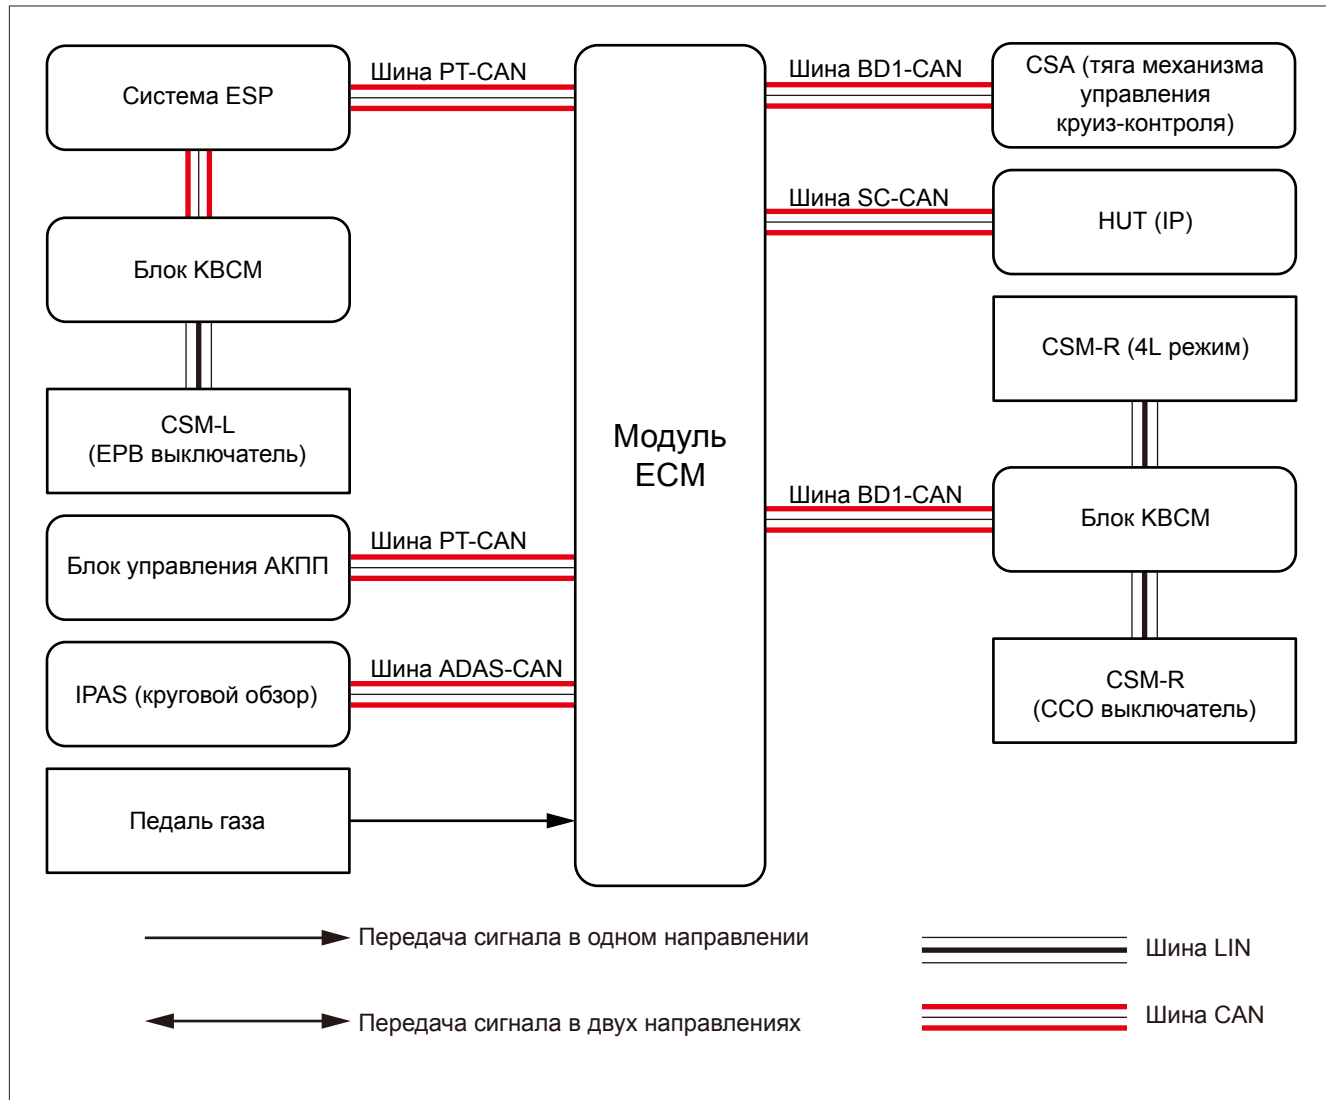 Шина PT-CAN
Система ESP
Блок KBCM
CSM-L
(EPB выключатель)
Шина PT-CAN
Блок управления АКПП
Шина ADAS-CAN
IPAS (круговой обзор)
Педаль газа
Модуль
ECM
Шина BD1-CAN
CSA (тяга механизма
управления
круиз-контроля)
Шина SC-CAN
HUT (IP)
CSM-R (4L режим)
Шина BD1-CAN
Блок KBCM
CSM-R
(CCO выключатель)
Передача сигнала в одном направлении
Передача сигнала в двух направлениях
Шина LIN
Шина CAN